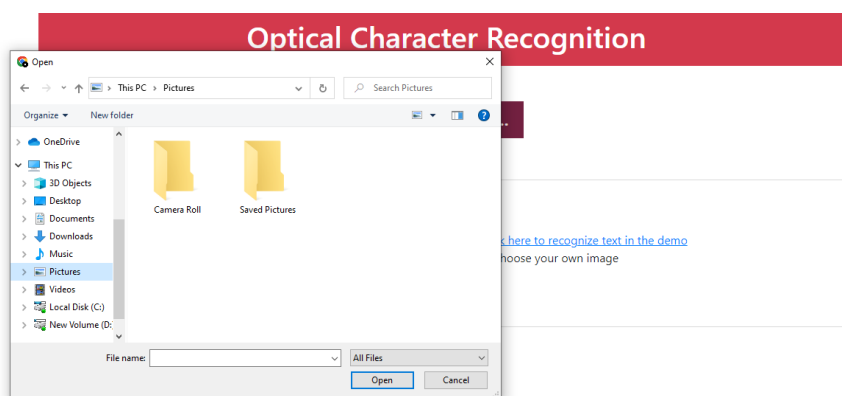 Optical Character Recognition
Open
This PC
Pictures
Search Pictures
Organize
New folder
OneDrive
This PC
3D Objects
Desktop
Documents
Downloads
Music
Pictures
Videos
Local Disk (C:)
New Volume (D:
Camera Roll
Saved Pictures
..
here to recognize text in the demo
hoose your own image
File name:
All Files
Open
Cancel